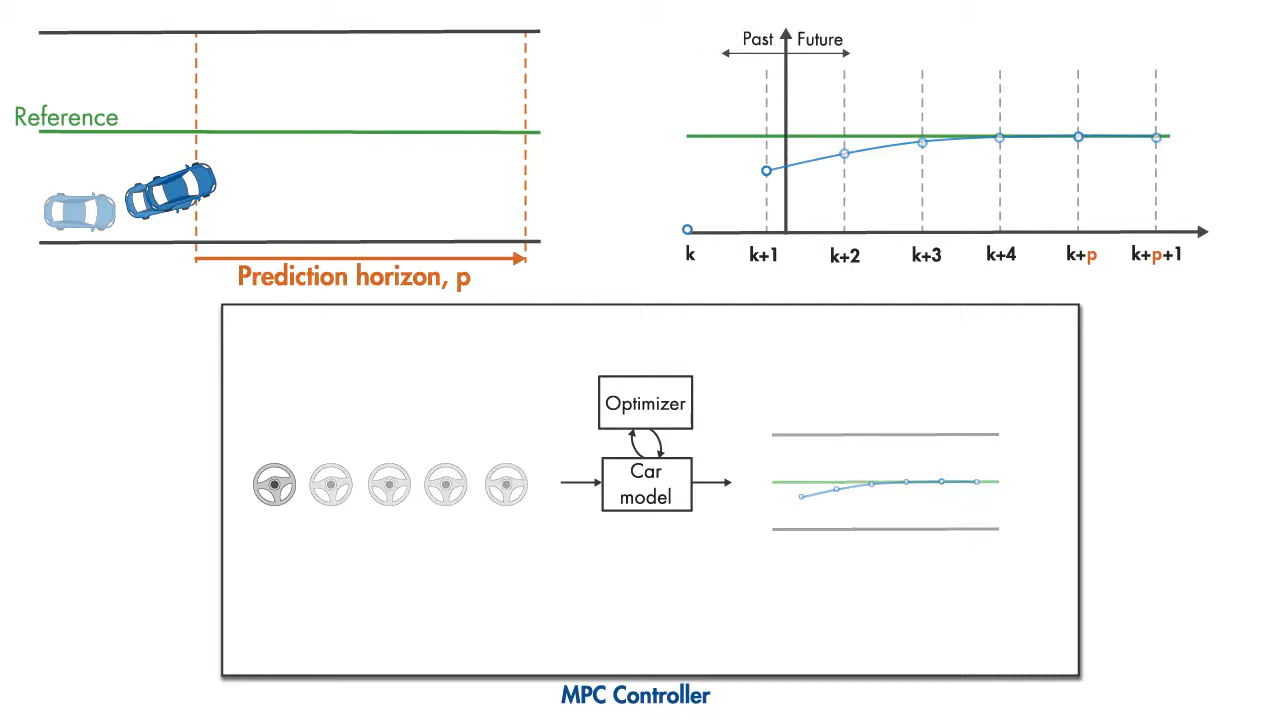 Reference
Prediction horizon, p
Past
Future
k
k+1
k+2
k+3
k+4
k+p
k+p+1
Optimizer
Car
model
MPC Controller